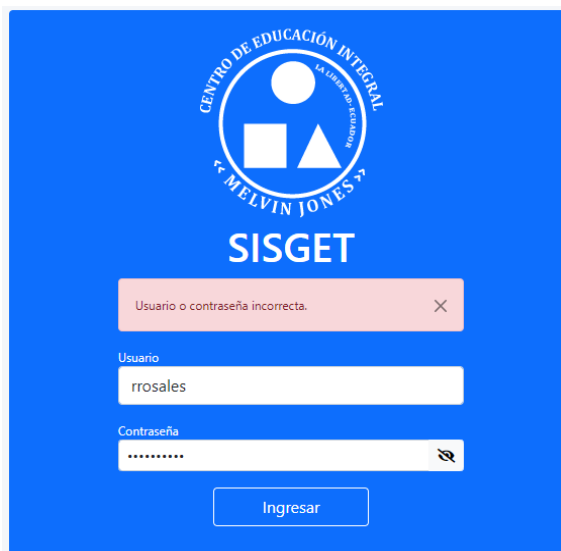 CENTRO DE EDUCACIÓN INTEGRAL
LA LIBERTAD-ECUADOR
<< MELVIN JONES >>
SISGET
Usuario o contraseña incorrecta.
Usuario
rrosales
Contraseña
••••••••••
Ingresar